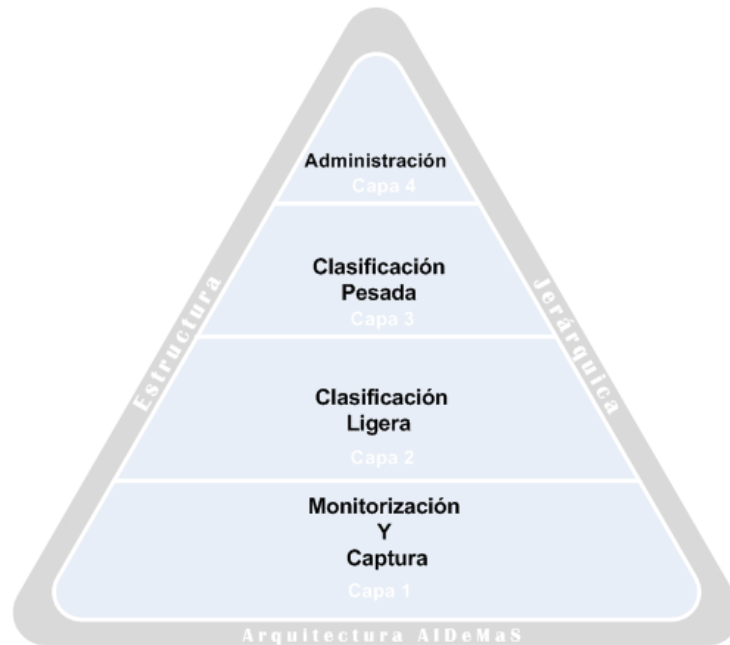 Administración
Capa 4
Clasificación
Pesada
Capa 3
Clasificación
Ligera
Capa 2
Monitorización
Y
Captura
Capa 1
Estructura
Jerárquica
Arquitectura AIDeMaS